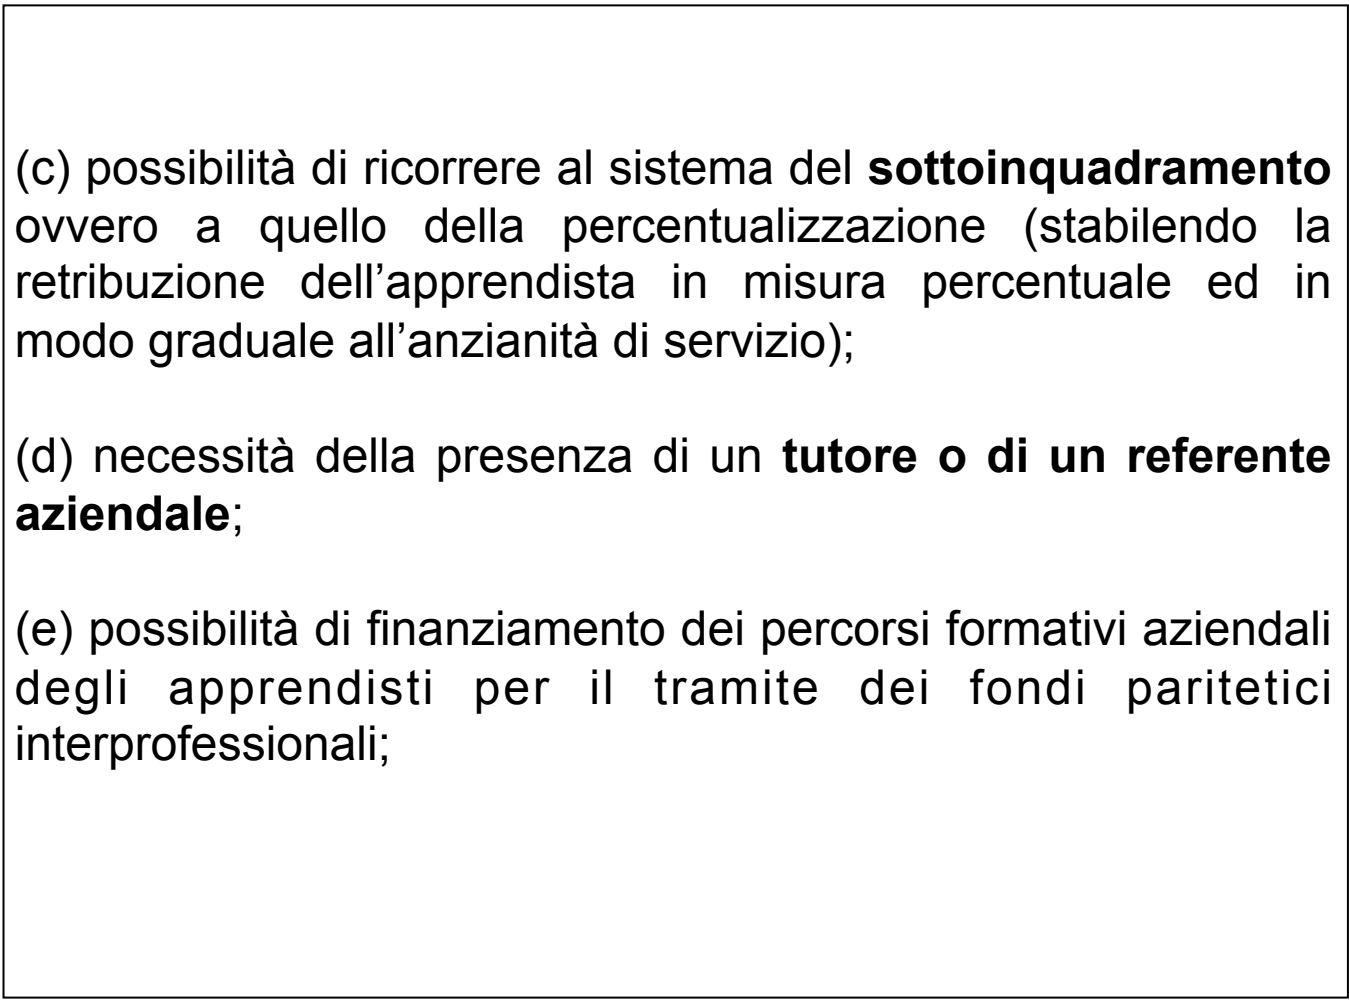 (c) possibilità di ricorrere al sistema del sottoinquadramento
ovvero a quello della percentualizzazione (stabilendo la
retribuzione dell’apprendista in misura percentuale ed in
modo graduale all’anzianità di servizio);
(d) necessità della presenza di un tutore o di un referente
aziendale;
(e) possibilità di finanziamento dei percorsi formativi aziendali
degli apprendisti per il tramite dei fondi paritetici
interprofessionali;